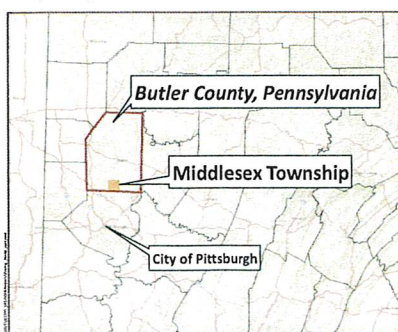 Butler County, Pennsylvania
Middlesex Township
City of Pittsburgh